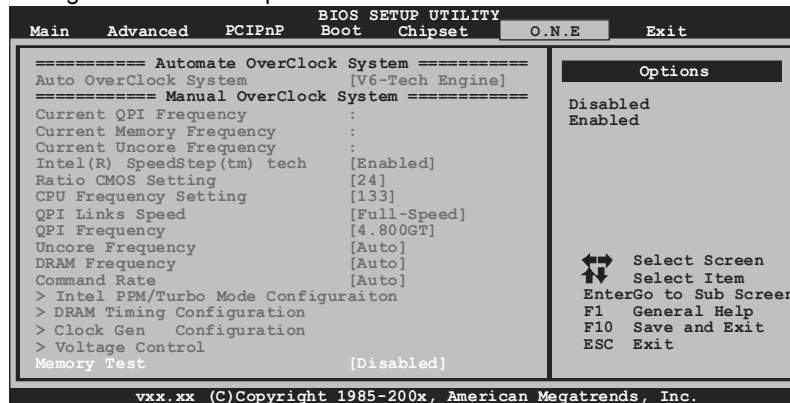 BIOS SETUP UTILITY
Main Advanced PCIPnP Boot Chipset O.N.E Exit
=========== Automate OverClock System ===========
Auto OverClock System [V6-Tech Engine]
============ Manual OverClock System ============
Current QPI Frequency :
Current Memory Frequency :
Current Uncore Frequency :
Intel(R) SpeedStep(tm) tech [Enabled]
Ratio CMOS Setting [24]
CPU Frequency Setting [133]
QPI Links Speed [Full-Speed]
QPI Frequency [4.800GT]
Uncore Frequency [Auto]
DRAM Frequency [Auto]
Command Rate [Auto]
> Intel PPM/Turbo Mode Configuraiton
> DRAM Timing Configuration
> Clock Gen Configuration
> Voltage Control
Memory Test [Disabled]
Options
Disabled
Enabled
Select Screen
Select Item
EnterGo to Sub Screen
F1 General Help
F10 Save and Exit
ESC Exit
vxx.xx (C)Copyright 1985-200x, American Megatrends, Inc.